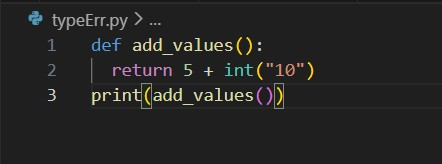 typeErr.py > ...
1 def add_values():
2   return 5 + int("10")
3 print(add_values())